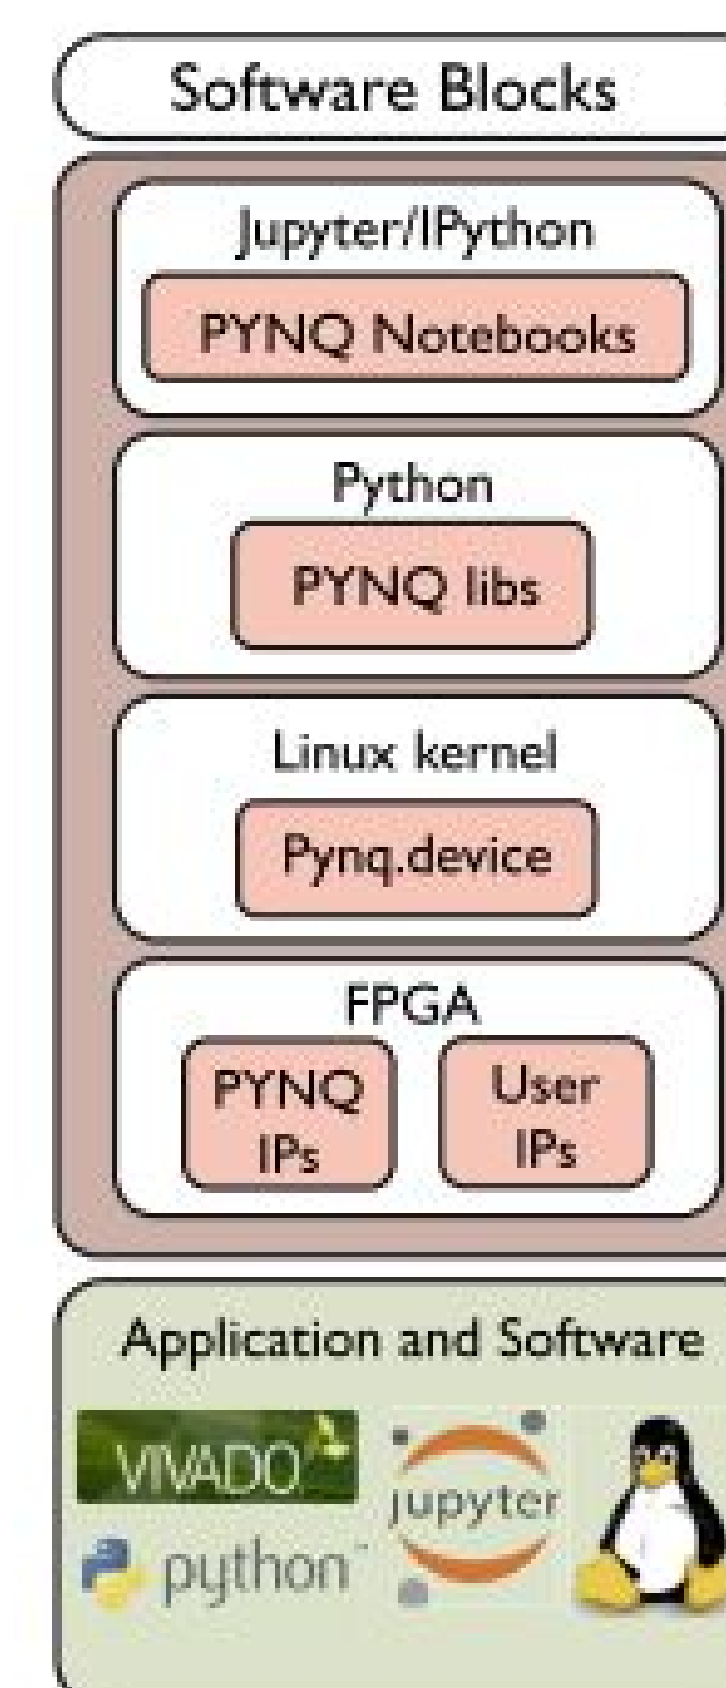 Software Blocks
Jupyter/IPython
PYNQ Notebooks
Python
PYNQ libs
Linux kernel
Pynq.device
FPGA
PYNQ
IPs
User
IPs
Application and Software
VIVADO
jupyter
python